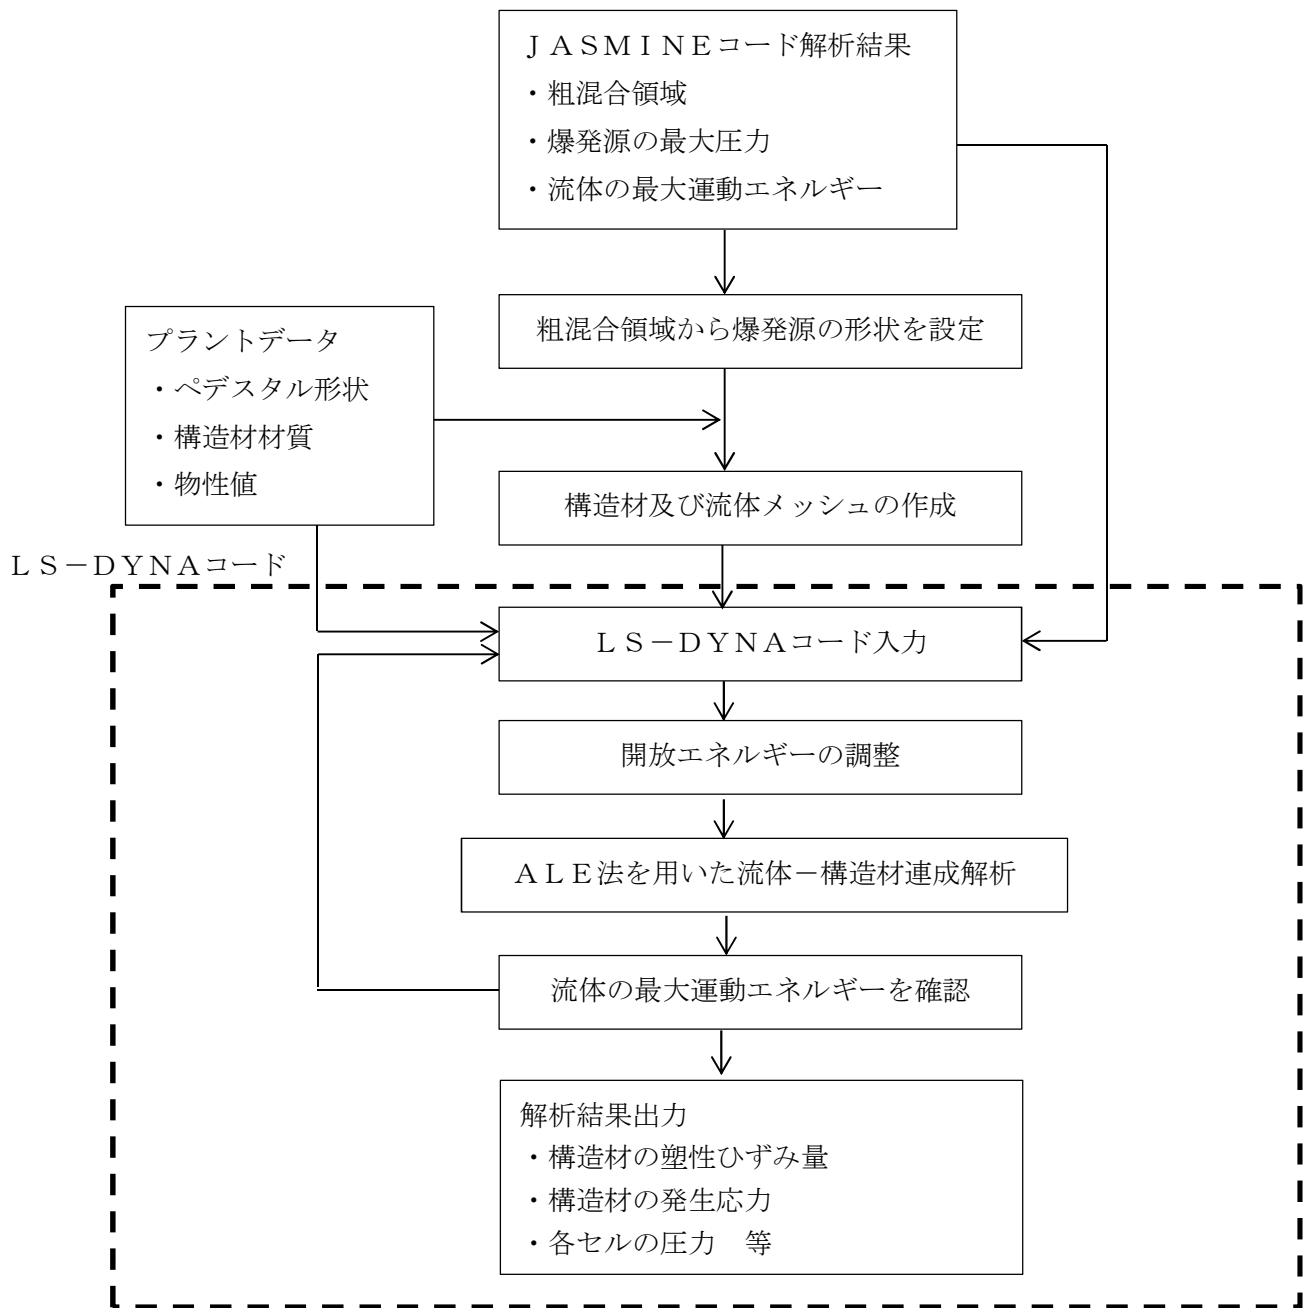 ＪＡＳＭＩＮＥコード解析結果
・粗混合領域
・爆発源の最大圧力
・流体の最大運動エネルギー
粗混合領域から爆発源の形状を設定
プラントデータ
・ペデスタル形状
・構造材材質
・物性値
構造材及び流体メッシュの作成
ＬＳ－ＤＹＮＡコード
ＬＳ－ＤＹＮＡコード入力
開放エネルギーの調整
ＡＬＥ法を用いた流体－構造材連成解析
流体の最大運動エネルギーを確認
解析結果出力
・構造材の塑性ひずみ量
・構造材の発生応力
・各セルの圧力　等